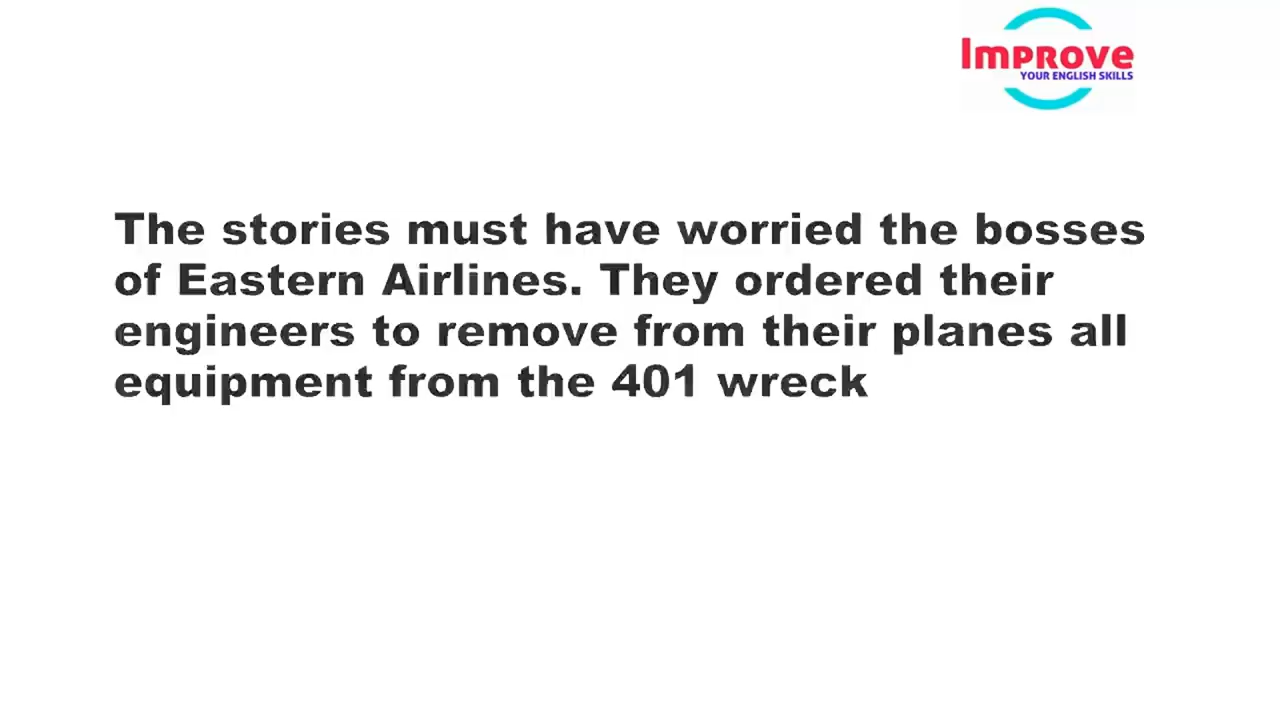 Improve
YOUR ENGLISH SKILLS
The stories must have worried the bosses
of Eastern Airlines. They ordered their
engineers to remove from their planes all
equipment from the 401 wreck